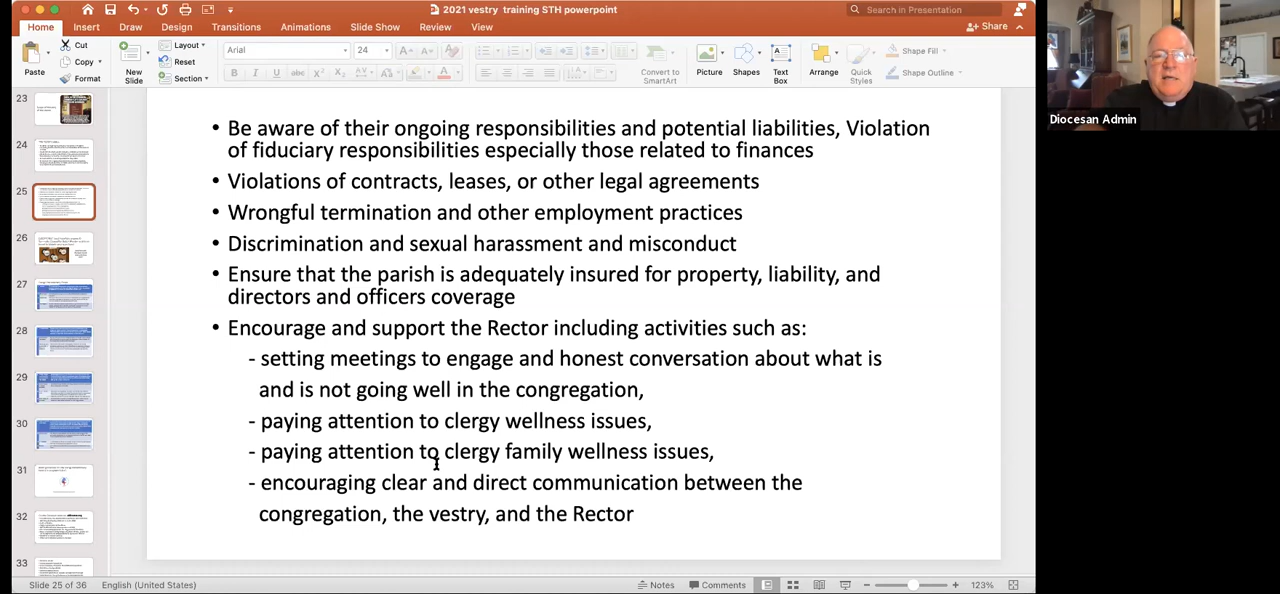 2021 vestry training STH powerpoint
Search in Presentation
Home Insert Draw Design Transitions Animations Slide Show Review View
Share
Paste
Cut
Copy
Format
New Slide
Layout
Reset
Section
Arial 24
Convert to SmartArt
Picture
Shapes
Text Box
Arrange
Quick Styles
Shape Fill
Shape Outline
23
24
25
26
27
28
29
30
31
32
33
• Be aware of their ongoing responsibilities and potential liabilities, Violation
of fiduciary responsibilities especially those related to finances
• Violations of contracts, leases, or other legal agreements
• Wrongful termination and other employment practices
• Discrimination and sexual harassment and misconduct
• Ensure that the parish is adequately insured for property, liability, and
directors and officers coverage
• Encourage and support the Rector including activities such as:
- setting meetings to engage and honest conversation about what is
and is not going well in the congregation,
- paying attention to clergy wellness issues,
- paying attention to clergy family wellness issues,
- encouraging clear and direct communication between the
congregation, the vestry and the Rector
Slide 25 of 36 English (United States)
Notes Comments 123%
Diocesan Admin